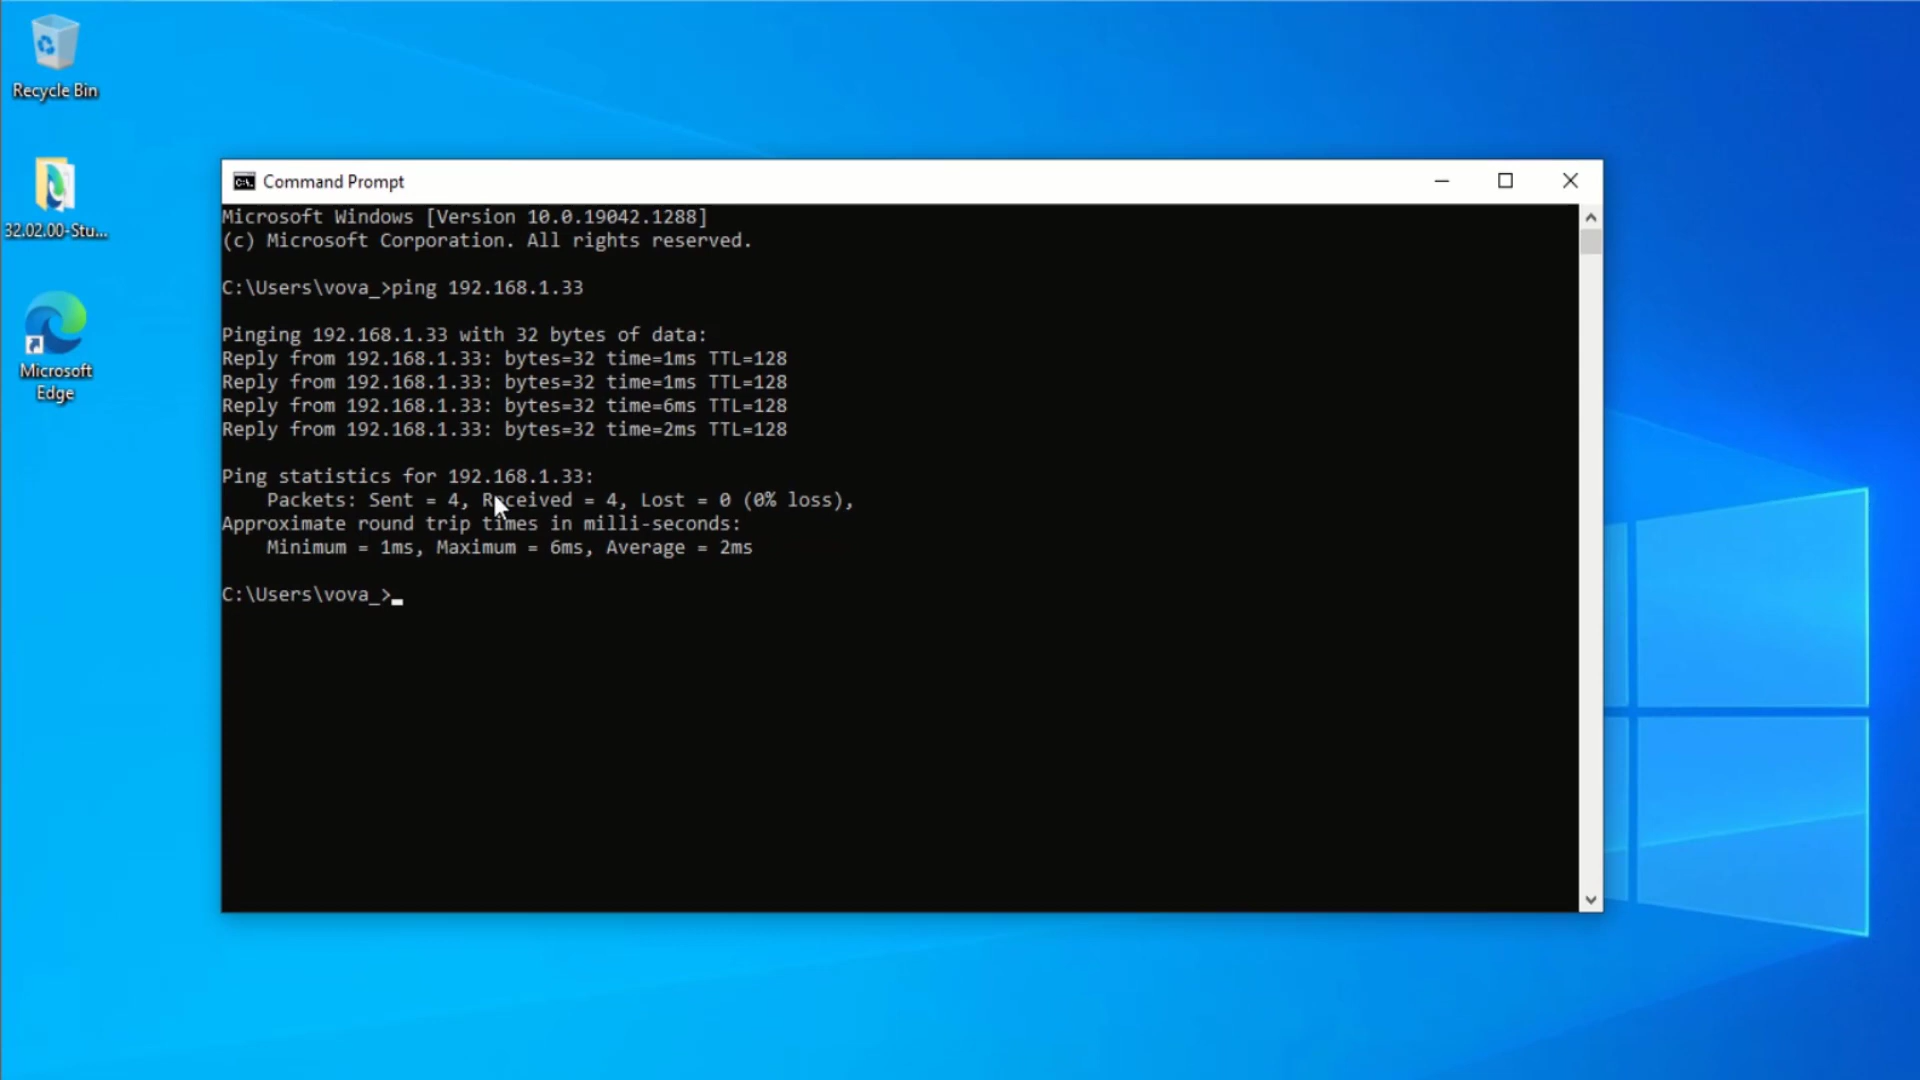 Recycle Bin
32.02.00-Stu...
Microsoft
Edge
Command Prompt
Microsoft Windows [Version 10.0.19042.1288]
(c) Microsoft Corporation. All rights reserved.
C:\Users\vova_>ping 192.168.1.33
Pinging 192.168.1.33 with 32 bytes of data:
Reply from 192.168.1.33: bytes=32 time=1ms TTL=128
Reply from 192.168.1.33: bytes=32 time=1ms TTL=128
Reply from 192.168.1.33: bytes=32 time=6ms TTL=128
Reply from 192.168.1.33: bytes=32 time=2ms TTL=128
Ping statistics for 192.168.1.33:
    Packets: Sent = 4, Received = 4, Lost = 0 (0% loss),
Approximate round trip times in milli-seconds:
    Minimum = 1ms, Maximum = 6ms, Average = 2ms
C:\Users\vova_>